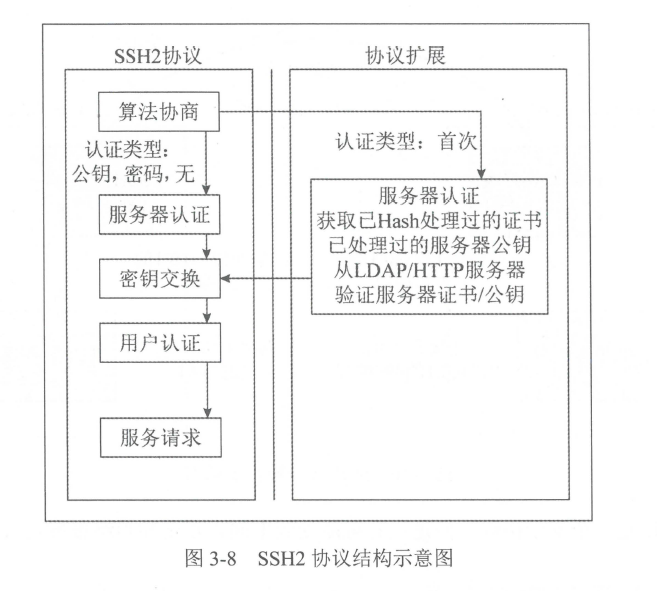 SSH2协议
协议扩展
算法协商
认证类型：
公钥, 密码, 无
认证类型：首次
服务器认证
服务器认证
获取已Hash处理过的证书
已处理过的服务器公钥
从LDAP/HTTP服务器
验证服务器证书/公钥
密钥交换
用户认证
服务请求
图 3-8 SSH2 协议结构示意图